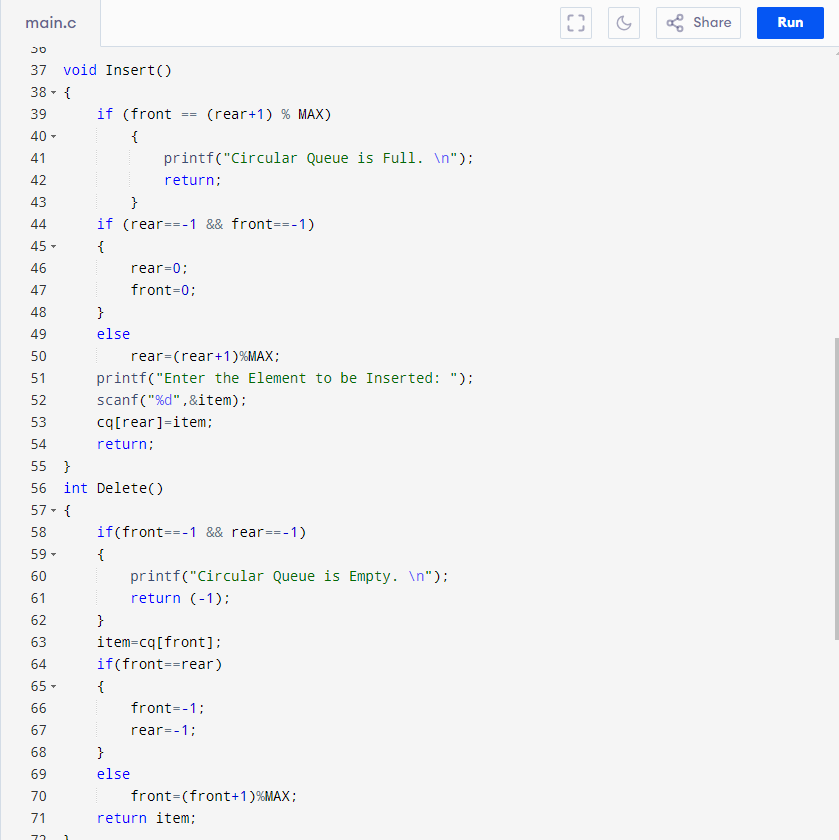 main.c
Share
Run
36
37 void Insert()
38 {
39     if (front == (rear+1) % MAX)
40         {
41             printf("Circular Queue is Full. \n");
42             return;
43         }
44     if (rear==-1 && front==-1)
45     {
46         rear=0;
47         front=0;
48     }
49     else
50         rear=(rear+1)%MAX;
51     printf("Enter the Element to be Inserted: ");
52     scanf("%d",&item);
53     cq[rear]=item;
54     return;
55 }
56 int Delete()
57 {
58     if(front==-1 && rear==-1)
59     {
60         printf("Circular Queue is Empty. \n");
61         return (-1);
62     }
63     item=cq[front];
64     if(front==rear)
65     {
66         front=-1;
67         rear=-1;
68     }
69     else
70         front=(front+1)%MAX;
71     return item;
72 }